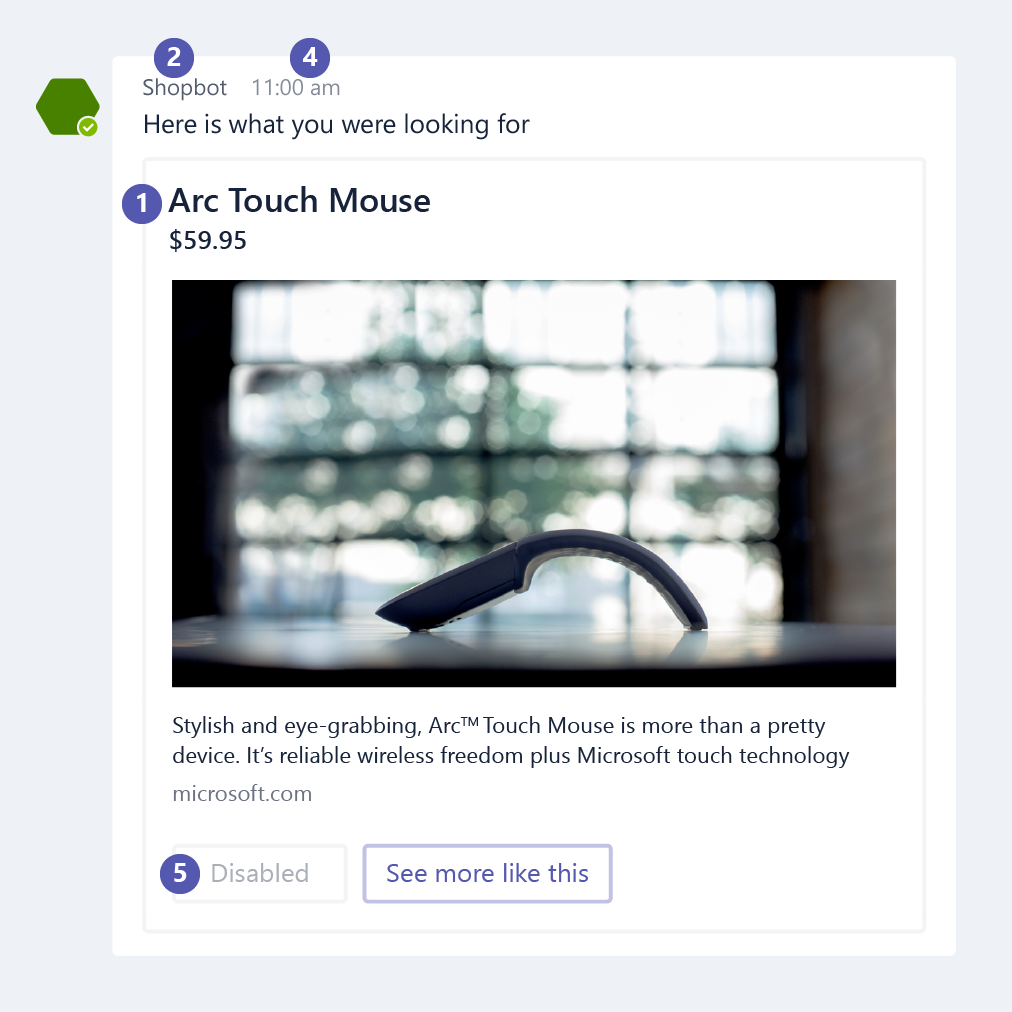 2 4
Shopbot 11:00 am
Here is what you were looking for
1 Arc Touch Mouse
$59.95
Stylish and eye-grabbing, Arc™ Touch Mouse is more than a pretty
device. It’s reliable wireless freedom plus Microsoft touch technology
microsoft.com
5 Disabled See more like this